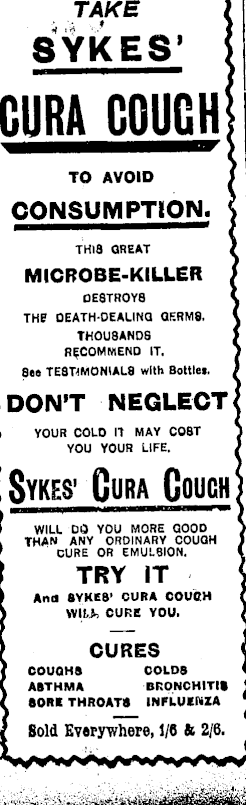 TAKE
SYKES'
CURA COUGH
TO AVOID
CONSUMPTION.
THIS GREAT
MICROBE-KILLER
DESTROYS
THE DEATH-DEALING GERMS.
THOUSANDS
RECOMMEND IT.
See TESTIMONIALS with Bottles.
DON'T NEGLECT
YOUR COLD IT MAY COST
YOU YOUR LIFE.
SYKES' CURA COUGH
WILL DO YOU MORE GOOD
THAN ANY ORDINARY COUGH
CURE OR EMULSION.
TRY IT
And SYKES' CURA COUGH
WILL CURE YOU.
CURES
COUGHS COLDS
ASTHMA BRONCHITIS
SORE THROATS INFLUENZA
Sold Everywhere, 1/6 & 2/6.